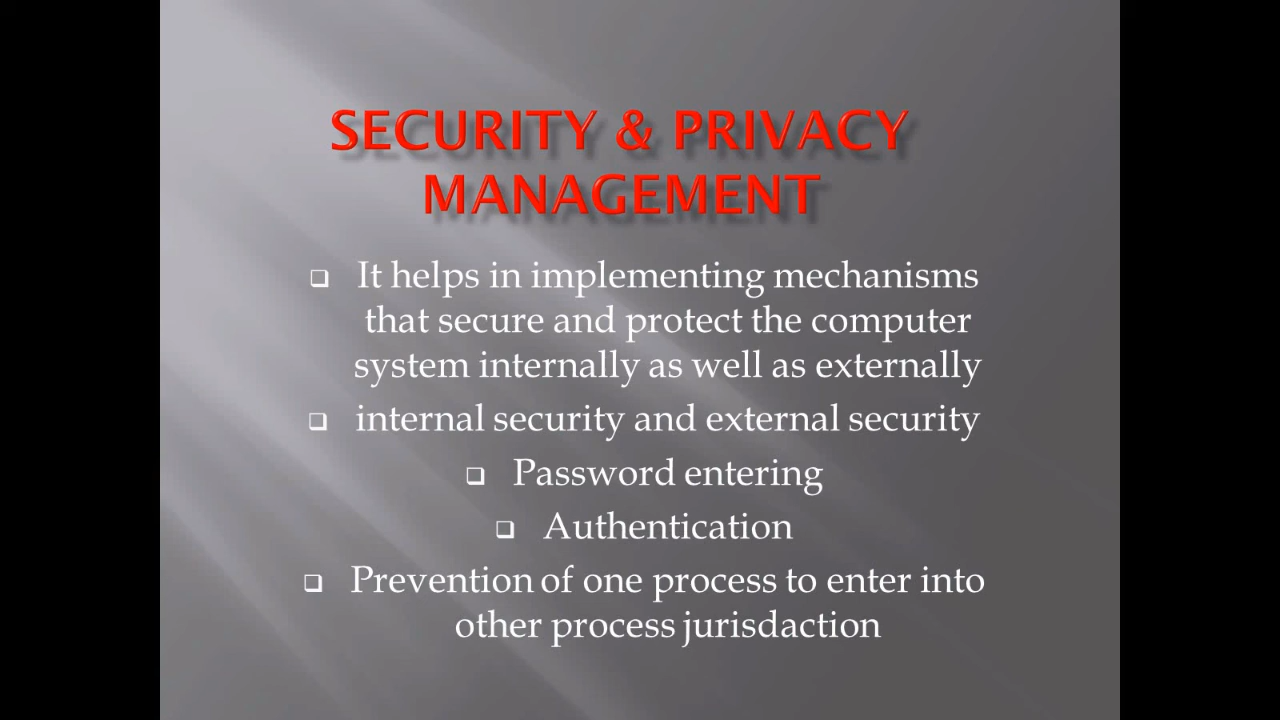 SECURITY & PRIVACY
MANAGEMENT
❑ It helps in implementing mechanisms
that secure and protect the computer
system internally as well as externally
❑ internal security and external security
❑ Password entering
❑ Authentication
❑ Prevention of one process to enter into
other process jurisdaction